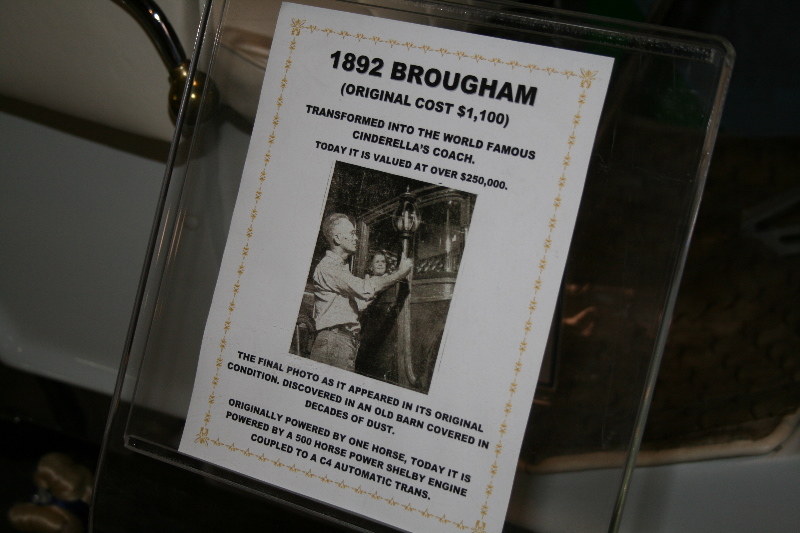 1892 BROUGHAM
(ORIGINAL COST $1,100)
TRANSFORMED INTO THE WORLD FAMOUS
CINDERELLA'S COACH.
TODAY IT IS VALUED AT OVER $250,000.
THE FINAL PHOTO AS IT APPEARED IN ITS ORIGINAL
CONDITION. DISCOVERED IN AN OLD BARN COVERED IN
DECADES OF DUST.
ORIGINALLY POWERED BY ONE HORSE, TODAY IT IS
POWERED BY A 500 HORSE POWER SHELBY ENGINE
COUPLED TO A C4 AUTOMATIC TRANS.